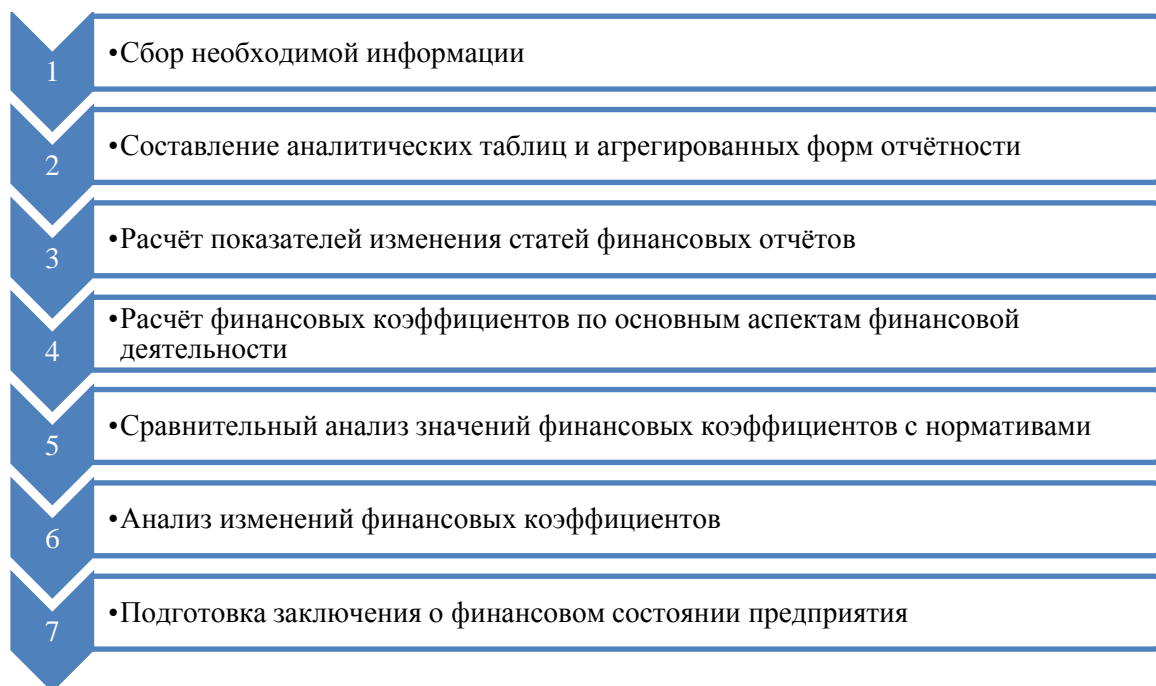 1
•Сбор необходимой информации
2
•Составление аналитических таблиц и агрегированных форм отчётности
3
•Расчёт показателей изменения статей финансовых отчётов
4
•Расчёт финансовых коэффициентов по основным аспектам финансовой
деятельности
5
•Сравнительный анализ значений финансовых коэффициентов с нормативами
6
•Анализ изменений финансовых коэффициентов
7
•Подготовка заключения о финансовом состоянии предприятия